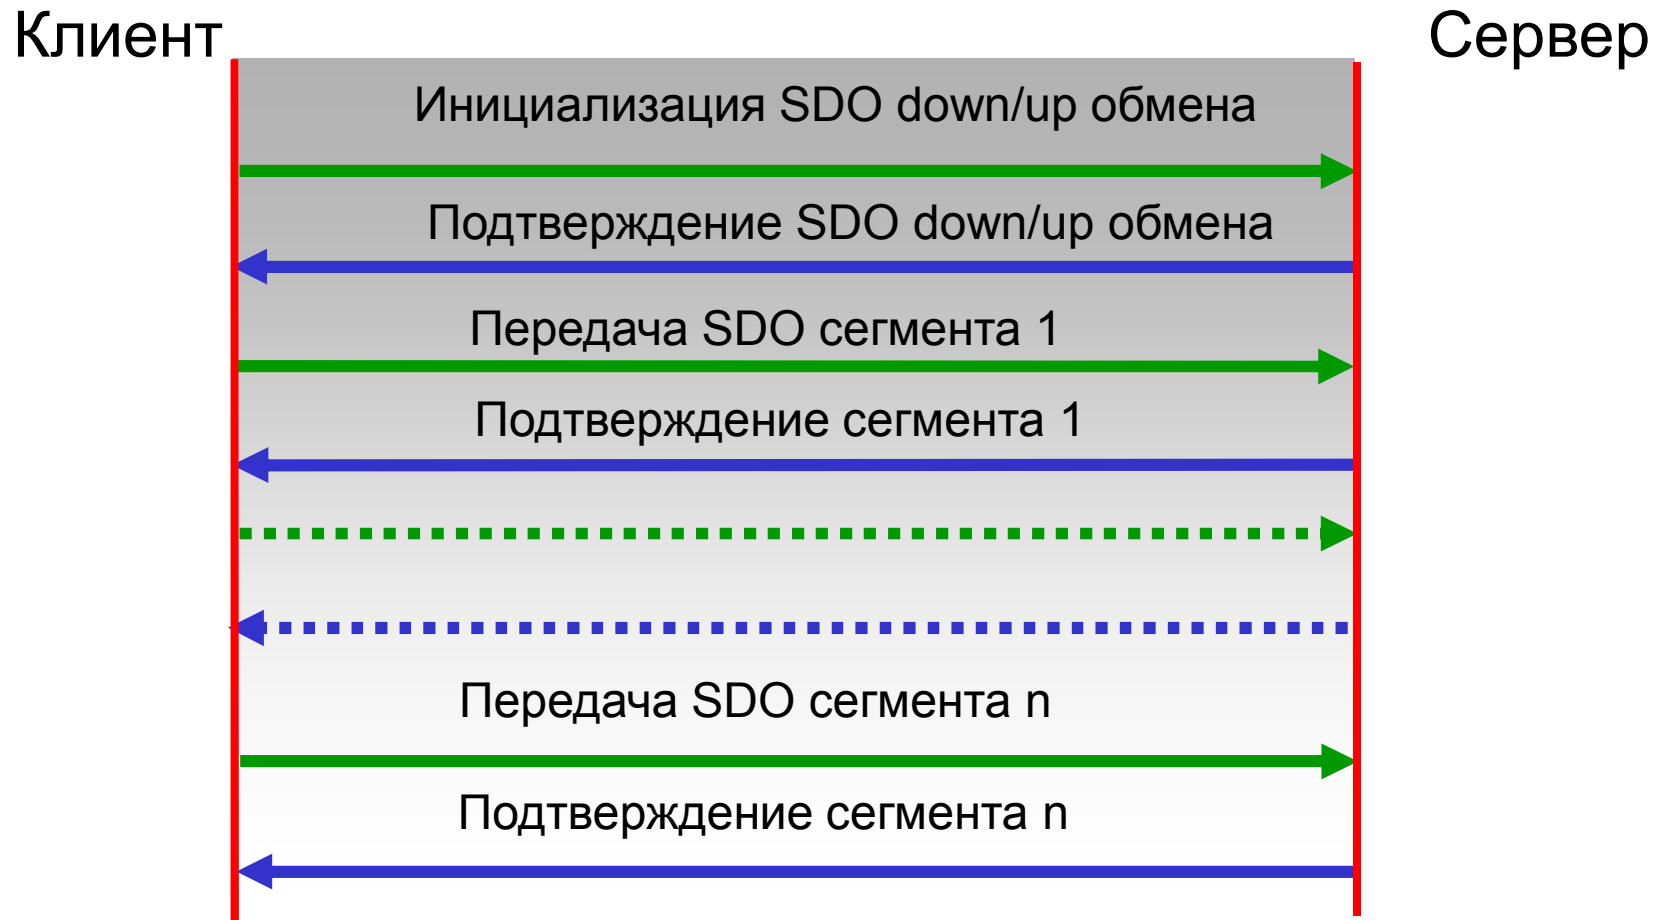 Клиент
Сервер
Инициализация SDO down/up обмена
Подтверждение SDO down/up обмена
Передача SDO сегмента 1
Подтверждение сегмента 1
Передача SDO сегмента n
Подтверждение сегмента n